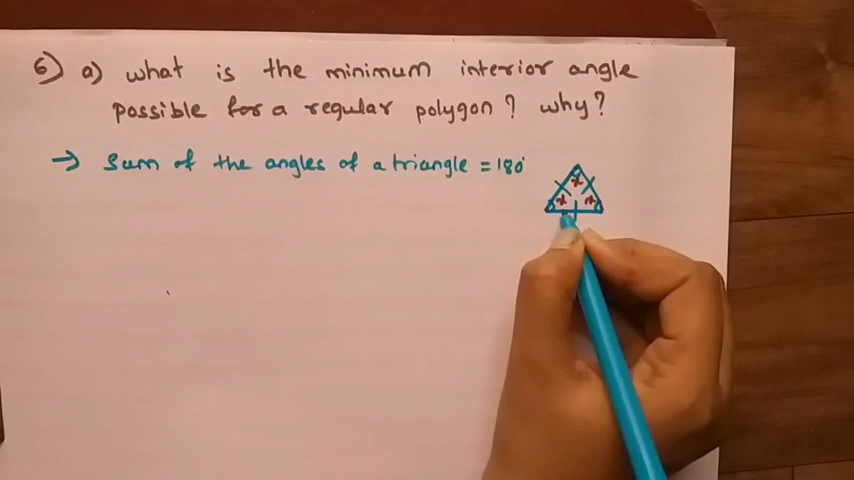 6) a) what is the minimum interior angle
possible for a regular polygon? why?
→ Sum of the angles of a triangle = 180°
x
x x